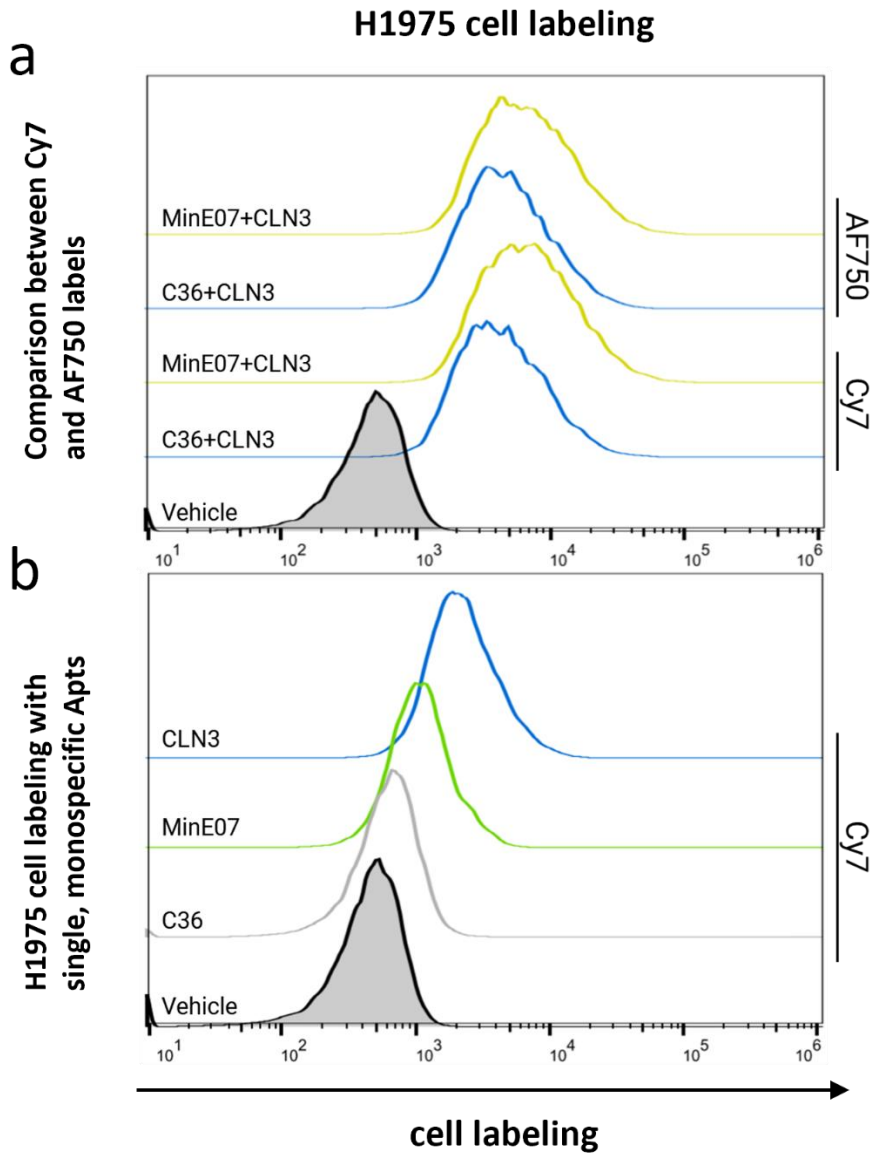 H1975 cell labeling
a
Comparison between Cy7
and AF750 labels
MinE07+CLN3
C36+CLN3
MinE07+CLN3
C36+CLN3
Vehicle
AF750
Cy7
10¹ 10² 10³ 10⁴ 10⁵ 10⁶
b
H1975 cell labeling with
single, monospecific Apts
CLN3
MinE07
C36
Vehicle
Cy7
10¹ 10² 10³ 10⁴ 10⁵ 10⁶
cell labeling